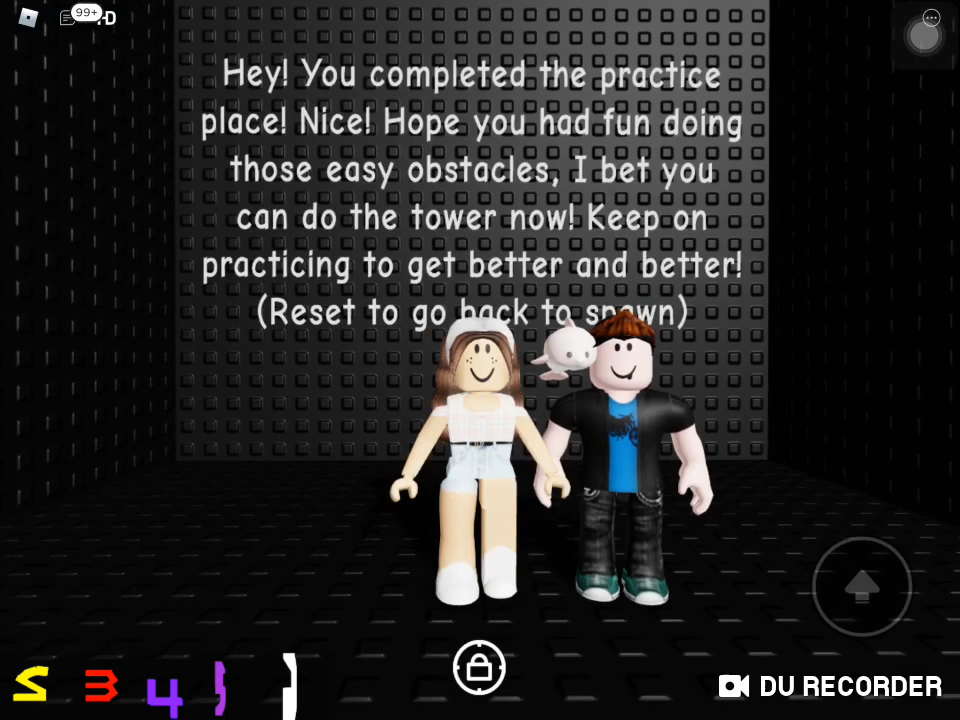 99+
Hey! You completed the practice
place! Nice! Hope you had fun doing
those easy obstacles, I bet you
can do the tower now! Keep on
practicing to get better and better!
(Reset to go back to spawn)
3
4
DU RECORDER